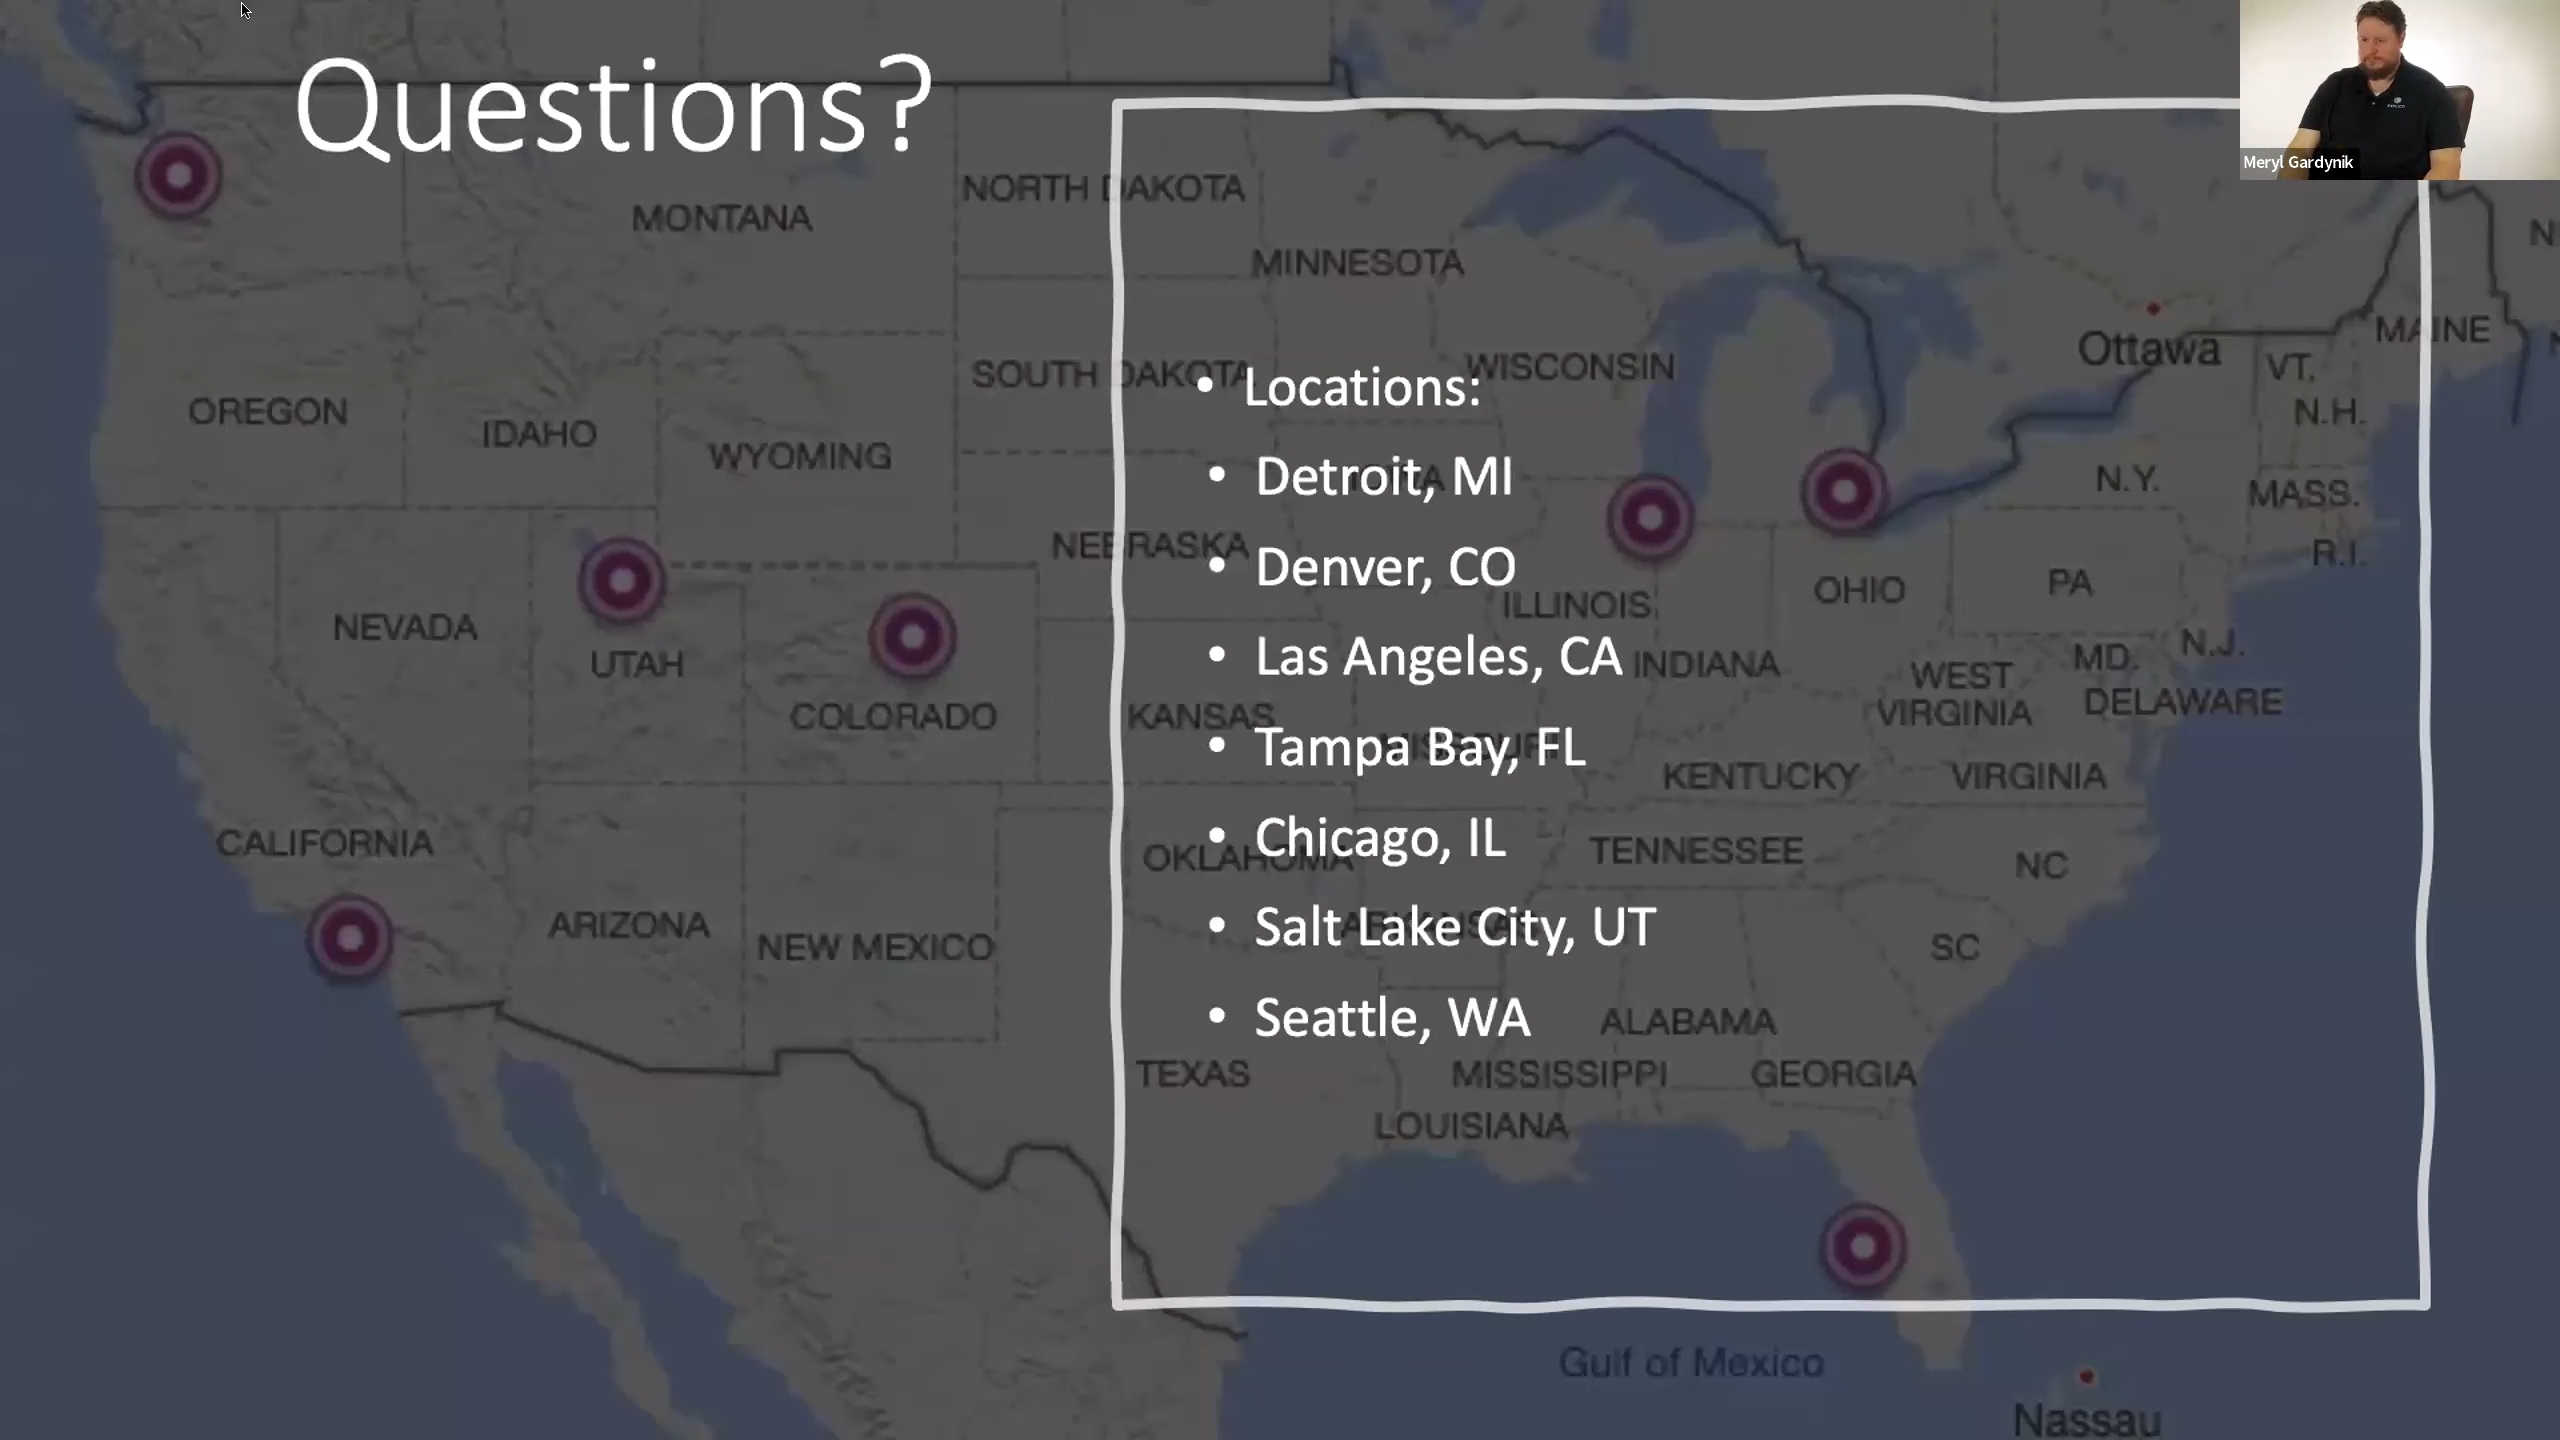 Questions?
Meryl Gardynik
• Locations:
• Detroit, MI
• Denver, CO
• Las Angeles, CA
• Tampa Bay, FL
• Chicago, IL
• Salt Lake City, UT
• Seattle, WA
NORTH DAKOTA
MONTANA
MINNESOTA
Ottawa
MAINE
SOUTH DAKOTA
WISCONSIN
VT.
OREGON
N.H.
IDAHO
WYOMING
N.Y.
MASS.
NEBRASKA
R.I.
OHIO
PA
ILLINOIS
NEVADA
N.J.
UTAH
INDIANA
MD.
WEST
VIRGINIA
DELAWARE
COLORADO
KANSAS
MISSOURI
KENTUCKY
VIRGINIA
CALIFORNIA
OKLAHOMA
TENNESSEE
NC
ARIZONA
NEW MEXICO
ARKANSAS
SC
ALABAMA
TEXAS
MISSISSIPPI
GEORGIA
LOUISIANA
Gulf of Mexico
Nassau